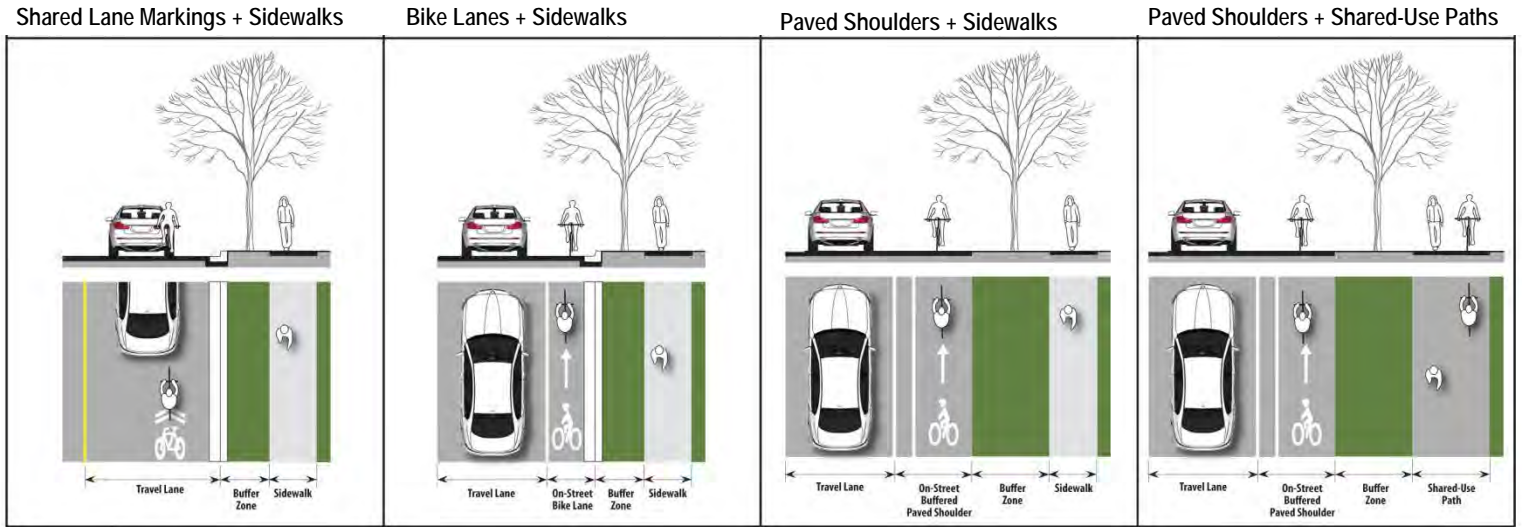 Shared Lane Markings + Sidewalks
Travel Lane
Buffer
Zone
Sidewalk
Bike Lanes + Sidewalks
Travel Lane
On-Street
Bike Lane
Buffer
Zone
Sidewalk
Paved Shoulders + Sidewalks
Travel Lane
On-Street
Buffered
Paved Shoulder
Buffer
Zone
Sidewalk
Paved Shoulders + Shared-Use Paths
Travel Lane
On-Street
Buffered
Paved Shoulder
Buffer
Zone
Shared-Use
Path